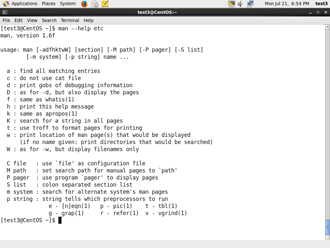 Applications Places System
Mon Jul 21, 6:54 PM test3
test3@CentOS:~
File Edit View Search Terminal Help
[test3@CentOS ~]$ man --help etc
man, version 1.6f
usage: man [-adfhktwW] [section] [-M path] [-P pager] [-S list]
[-m system] [-p string] name ...
a : find all matching entries
c : do not use cat file
d : print gobs of debugging information
D : as for -d, but also display the pages
f : same as whatis(1)
h : print this help message
k : same as apropos(1)
K : search for a string in all pages
t : use troff to format pages for printing
w : print location of man page(s) that would be displayed
(if no name given: print directories that would be searched)
W : as for -w, but display filenames only
C file : use `file' as configuration file
M path : set search path for manual pages to `path'
P pager : use program `pager' to display pages
S list : colon separated section list
m system : search for alternate system's man pages
p string : string tells which preprocessors to run
e - [n]eqn(1) p - pic(1) t - tbl(1)
g - grap(1) r - refer(1) v - vgrind(1)
[test3@CentOS ~]$